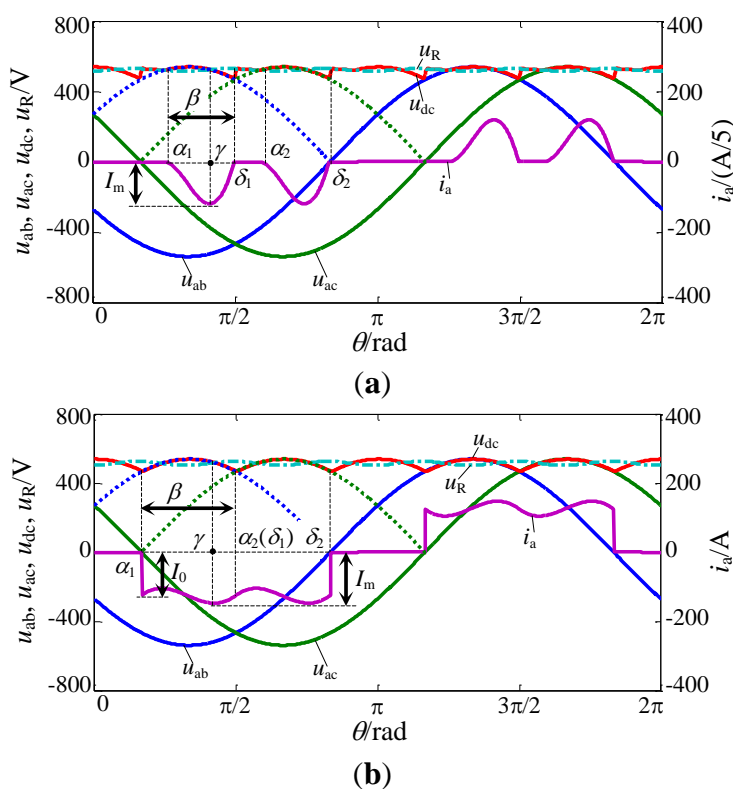 800
400
u_R
400
200
0
-400
-800
0
-200
-400
u_ab, u_ac, u_dc, u_R/V
i_a/(A/5)
u_dc
β
α_1
γ
α_2
I_m
δ_1
δ_2
i_a
u_ab
u_ac
0
π/2
π
3π/2
2π
θ/rad
(a)
800
400
0
-400
-800
400
200
0
-200
-400
u_ab, u_ac, u_dc, u_R/V
i_a/A
u_dc
u_R
β
γ
α_2(δ_1)
δ_2
i_a
α_1
I_0
I_m
u_ab
u_ac
0
π/2
π
3π/2
2π
θ/rad
(b)